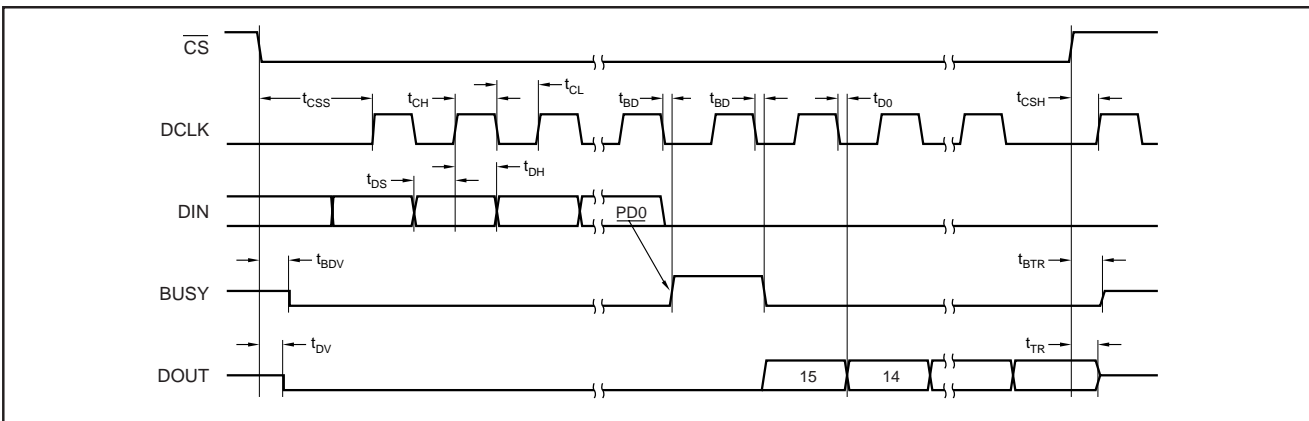 CS
tCSS
tCH
tCL
tBD
tBD
tD0
tCSH
DCLK
tDS
tDH
DIN
PD0
tBDV
tBTR
BUSY
tDV
tTR
DOUT
15
14